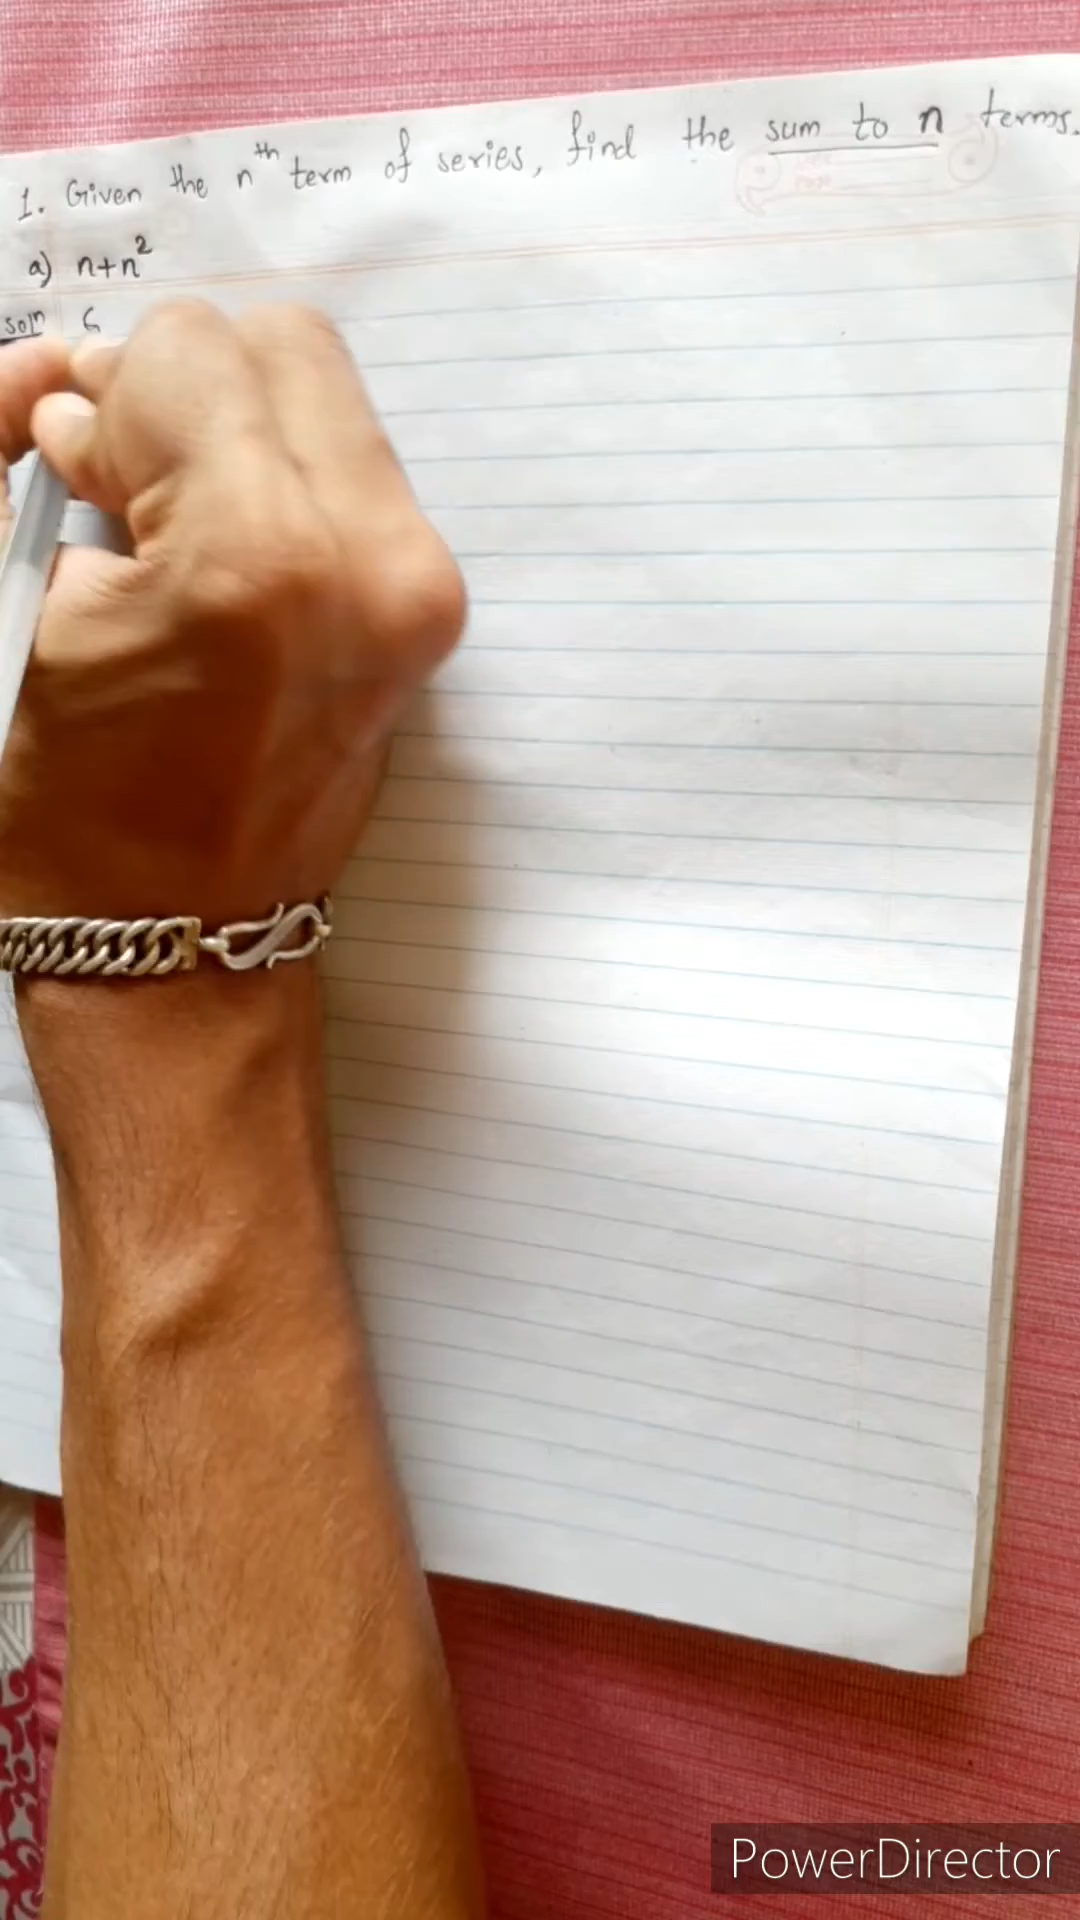 1. Given the nth term of series, find the sum to n terms.
a) n+n²
Solⁿ G
PowerDirector